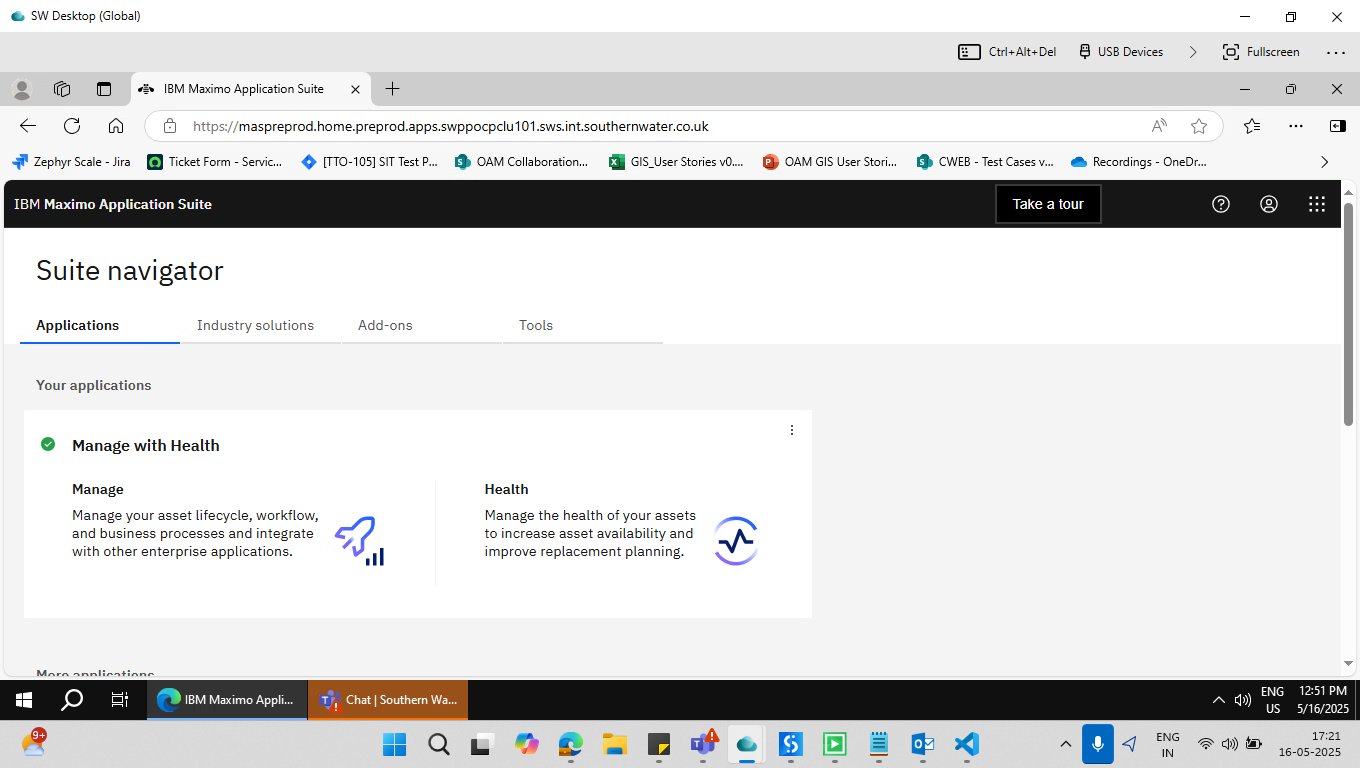 SW Desktop (Global)
Ctrl+Alt+Del
USB Devices
Fullscreen
IBM Maximo Application Suite
https://maspreprod.home.preprod.apps.swppocpclu101.sws.int.southernwater.co.uk
Zephyr Scale - Jira
Ticket Form - Servic...
[TTO-105] SIT Test P...
OAM Collaboration...
GIS_User Stories v0....
OAM GIS User Stori...
CWEB - Test Cases v...
Recordings - OneDr...
IBM Maximo Application Suite
Take a tour
Suite navigator
Applications
Industry solutions
Add-ons
Tools
Your applications
Manage with Health
Manage
Manage your asset lifecycle, workflow,
and business processes and integrate
with other enterprise applications.
Health
Manage the health of your assets
to increase asset availability and
improve replacement planning.
More applications
IBM Maximo Appli...
Chat | Southern Wa...
ENG
US
12:51 PM
5/16/2025
9+
ENG
IN
17:21
16-05-2025